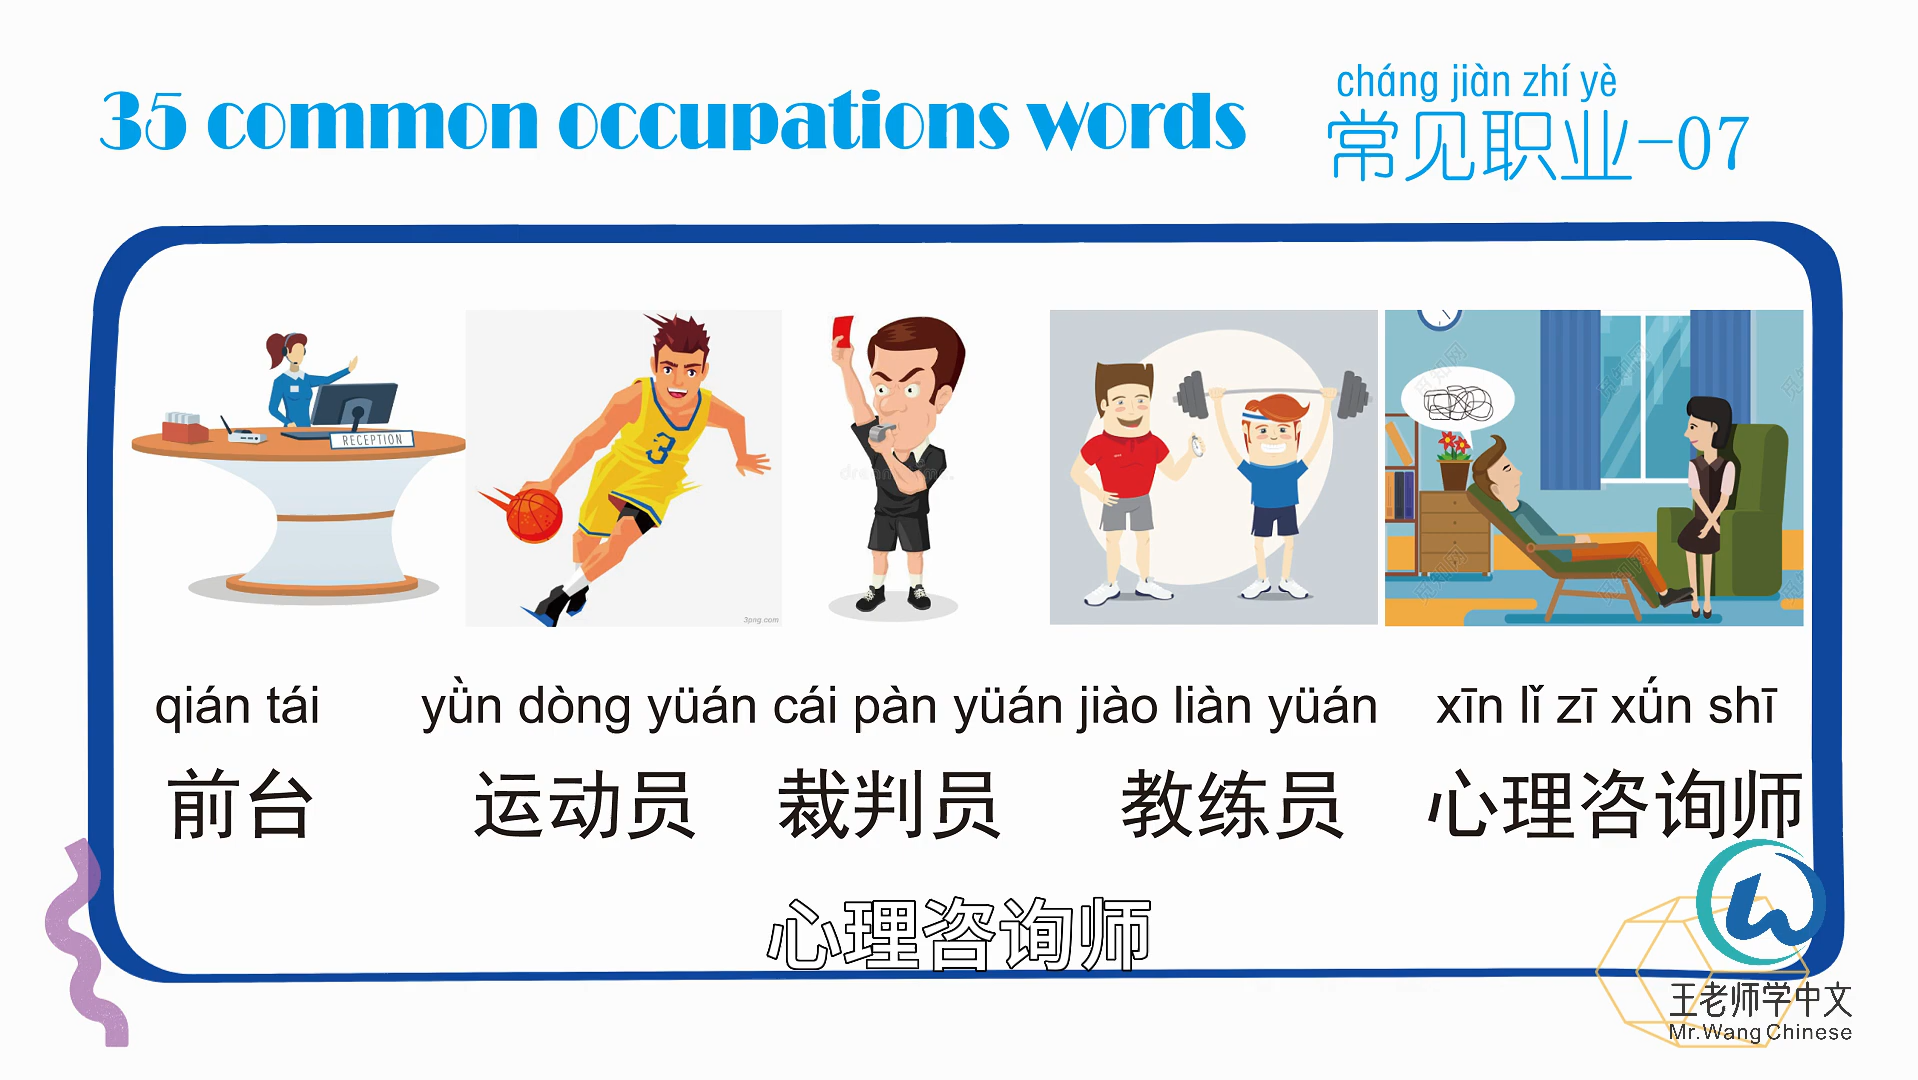 35 common occupations words
cháng jiàn zhí yè
常见职业-07
RECEPTION
3
3png.com
qián tái yǜn dòng yüán cái pàn yüán jiào liàn yüán xīn lǐ zī xǘn shī
前台 运动员 裁判员 教练员 心理咨询师
心理咨询师
王老师学中文
Mr.Wang Chinese